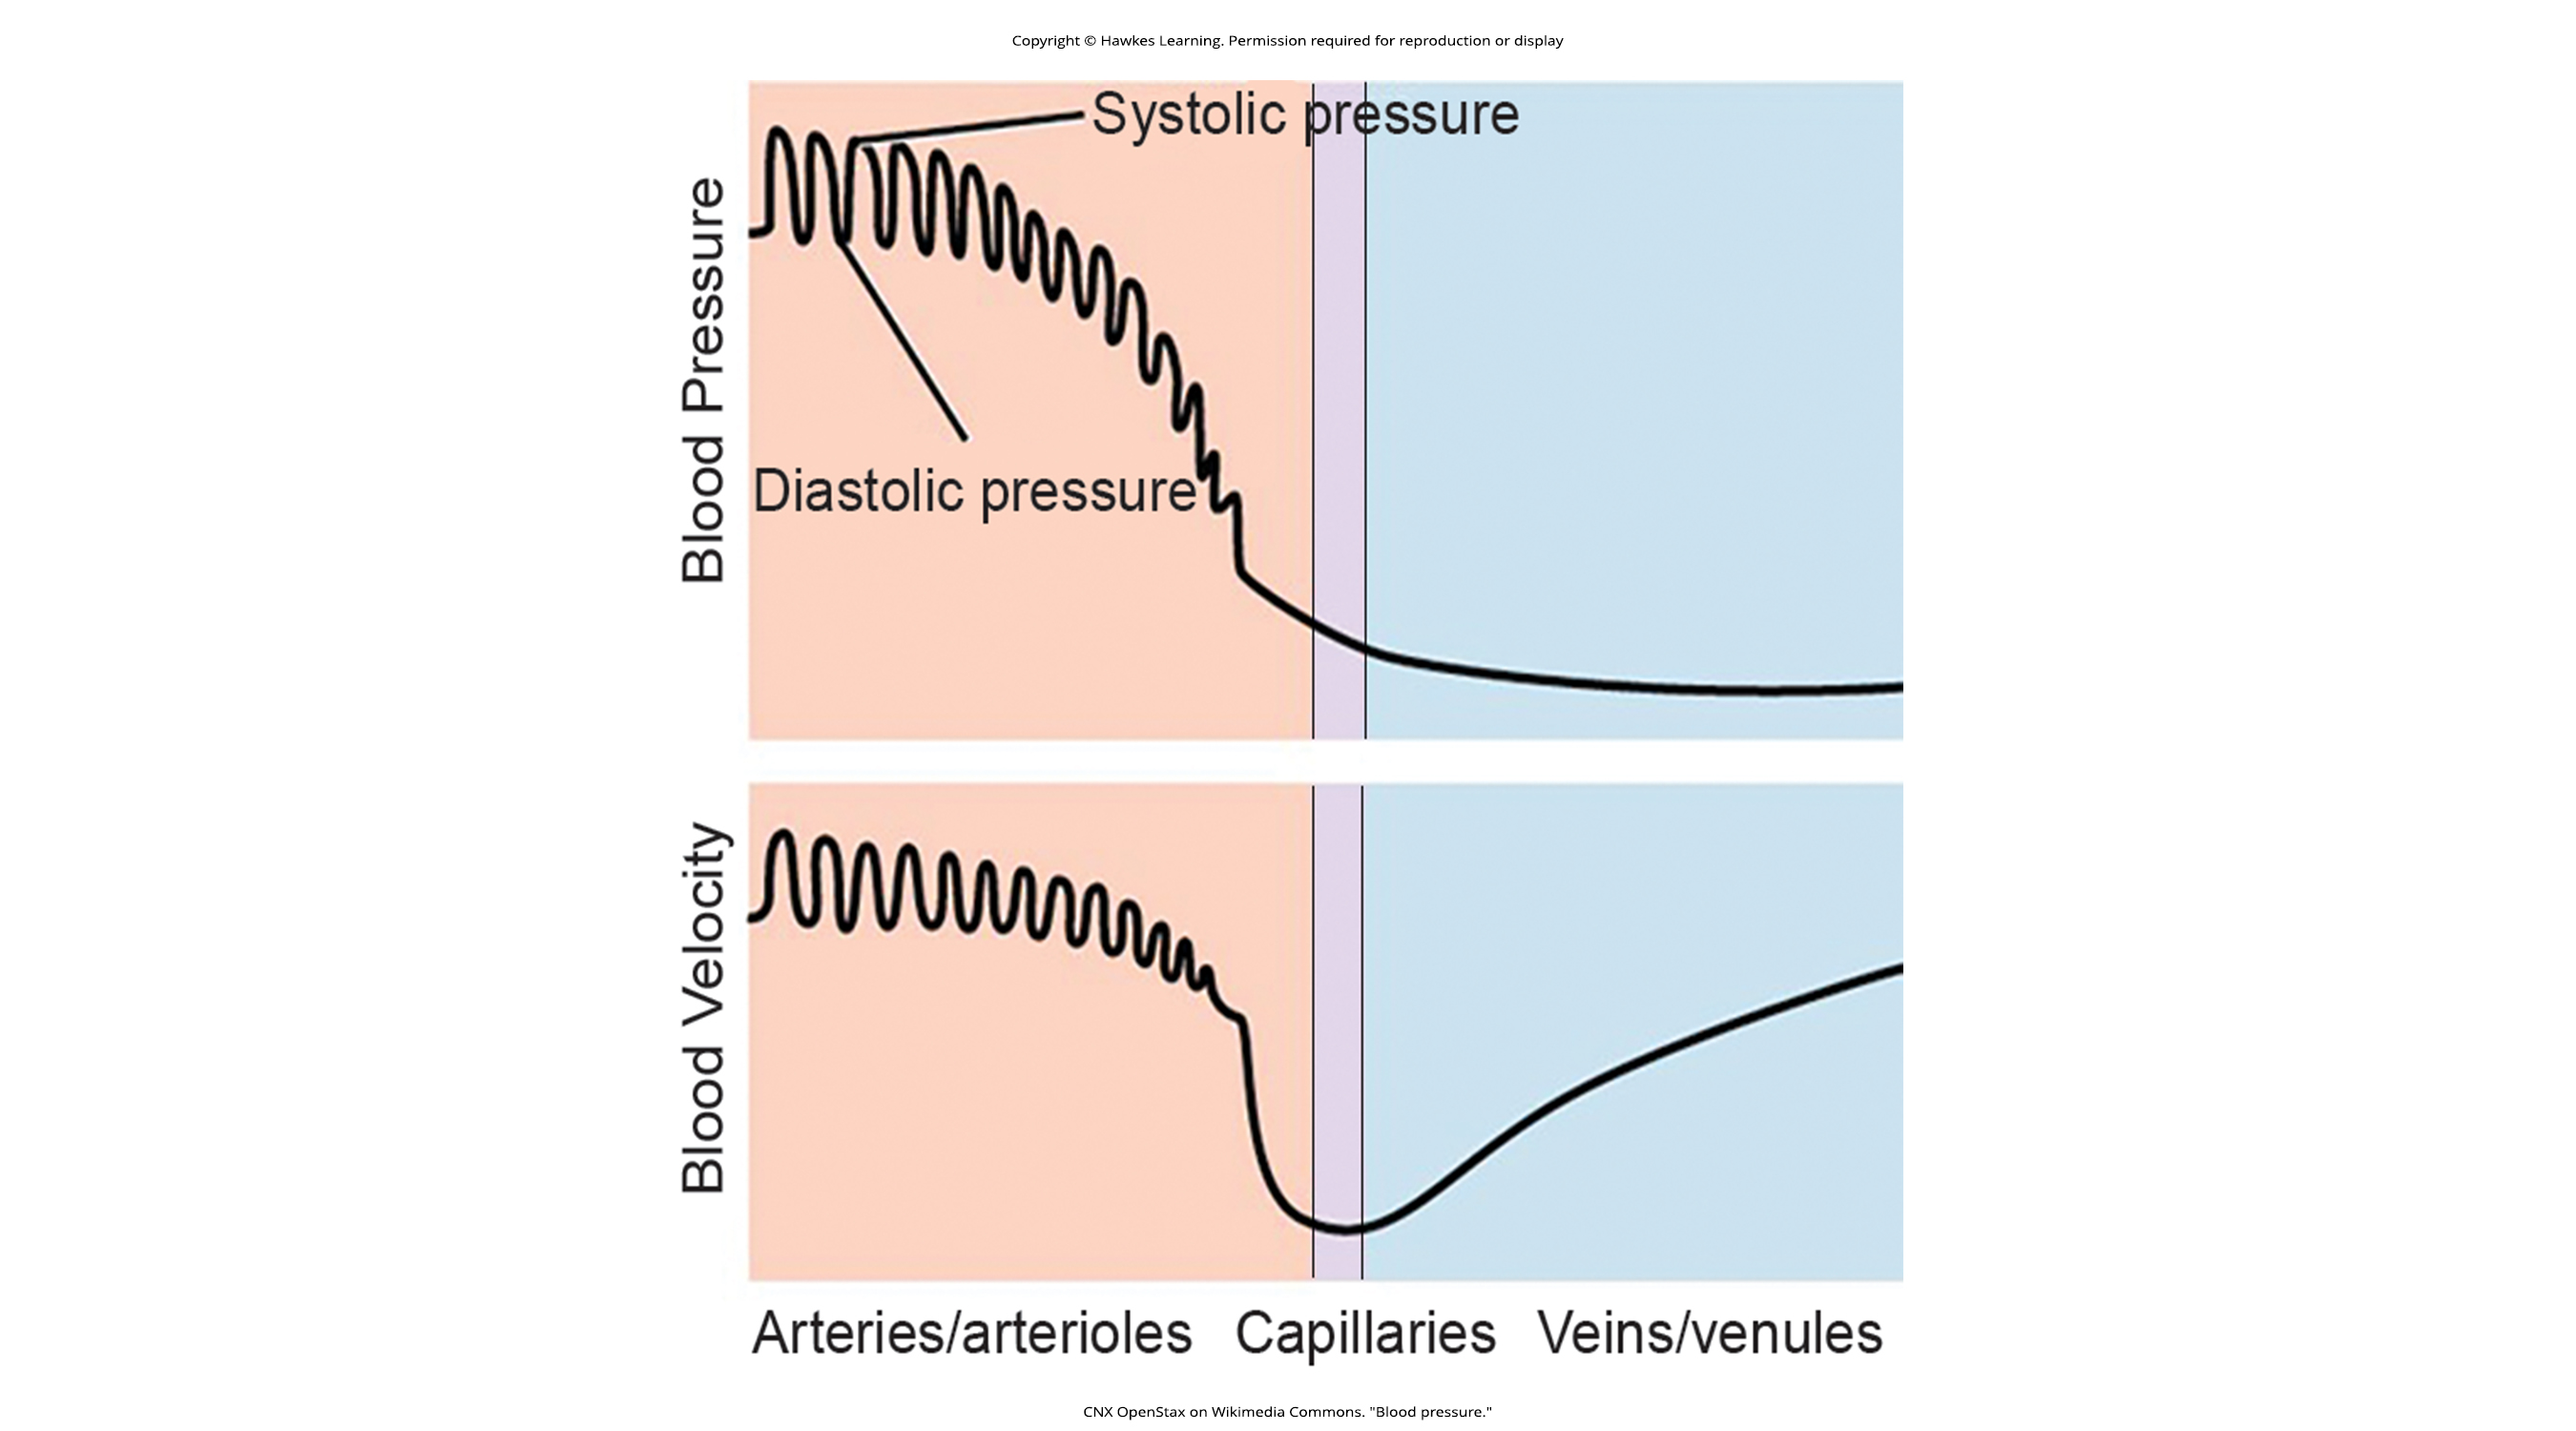 Copyright © Hawkes Learning. Permission required for reproduction or display
Systolic pressure
Blood Pressure
Diastolic pressure
Blood Velocity
Arteries/arterioles Capillaries Veins/venules
CNX OpenStax on Wikimedia Commons. "Blood pressure."